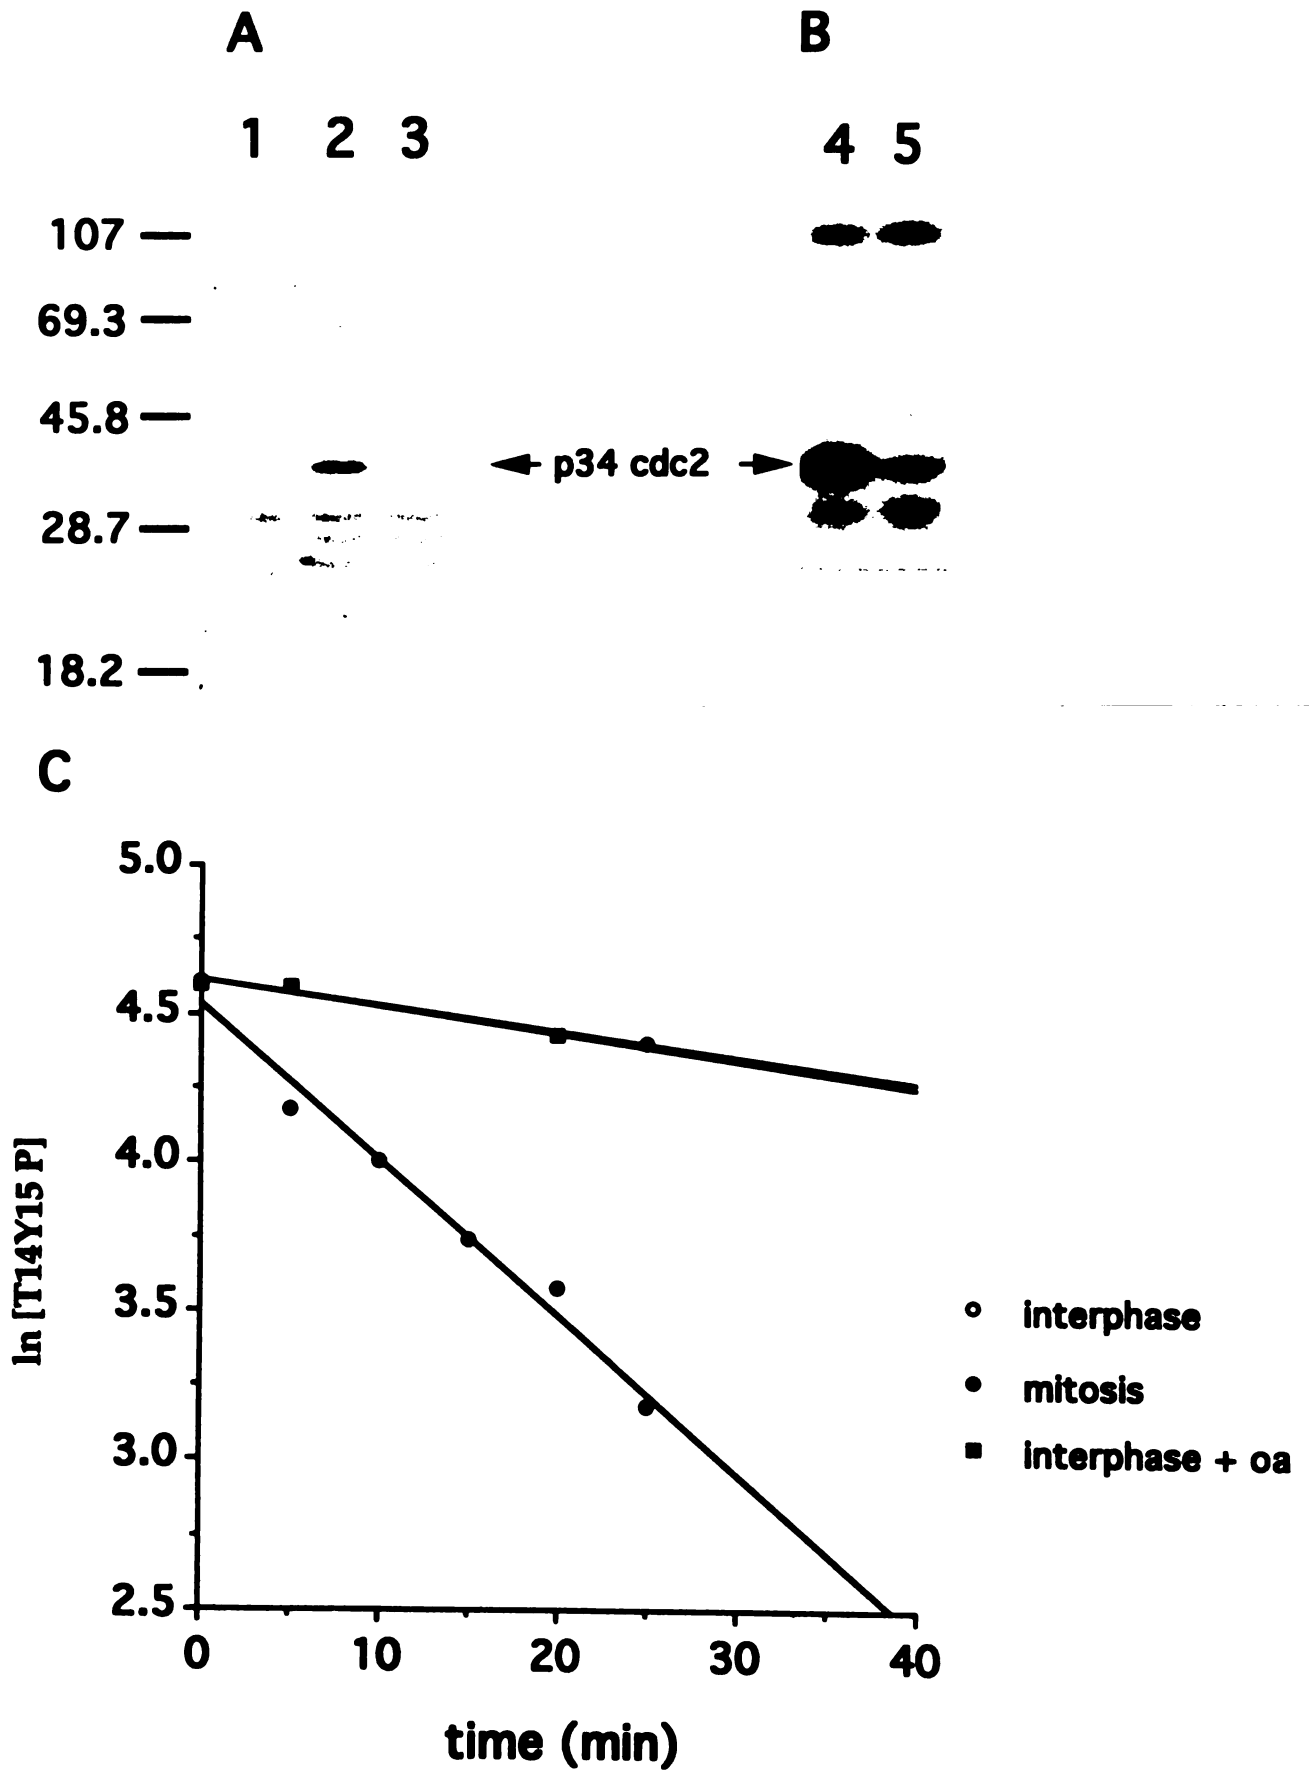 A
B
1 2 3
4 5
107
69.3
45.8
p34 cdc2
28.7
18.2
C
5.0
4.5
4.0
3.5
3.0
2.5
ln [T14Y15 P]
0 10 20 30 40
time (min)
interphase
mitosis
interphase + oa